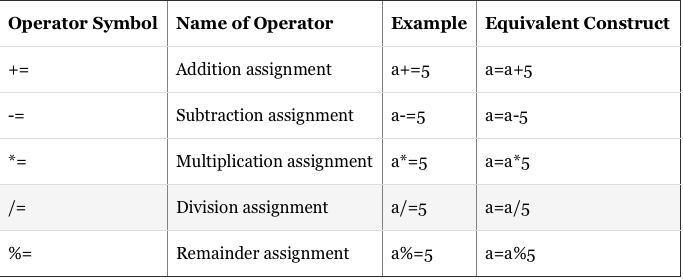 Operator Symbol Name of Operator Example Equivalent Construct
+= Addition assignment a+=5 a=a+5
-= Subtraction assignment a-=5 a=a-5
*= Multiplication assignment a*=5 a=a*5
/= Division assignment a/=5 a=a/5
%= Remainder assignment a%=5 a=a%5